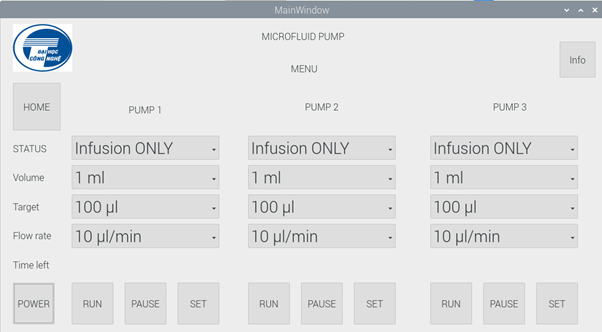 MainWindow
ĐẠI HỌC
CÔNG NGHỆ
MICROFLUID PUMP
MENU
Info
HOME
PUMP 1
PUMP 2
PUMP 3
STATUS
Infusion ONLY
Infusion ONLY
Infusion ONLY
Volume
1 ml
1 ml
1 ml
Target
100 µl
100 µl
100 µl
Flow rate
10 µl/min
10 µl/min
10 µl/min
Time left
POWER
RUN
PAUSE
SET
RUN
PAUSE
SET
RUN
PAUSE
SET